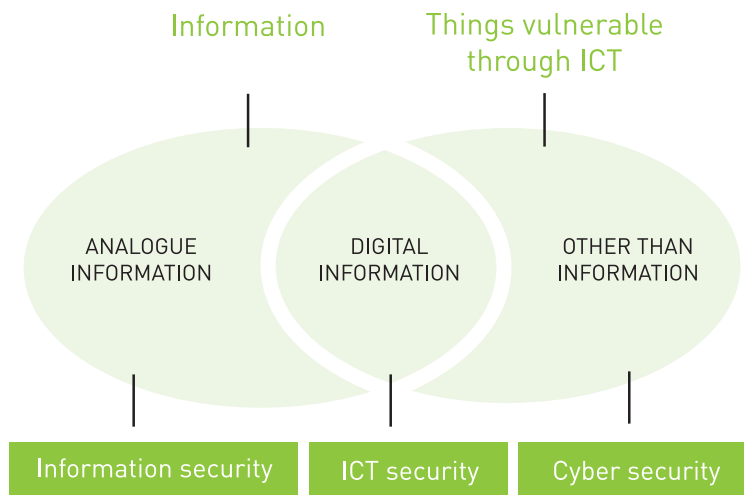 Information
Things vulnerable
through ICT
ANALOGUE
INFORMATION
DIGITAL
INFORMATION
OTHER THAN
INFORMATION
Information security
ICT security
Cyber security